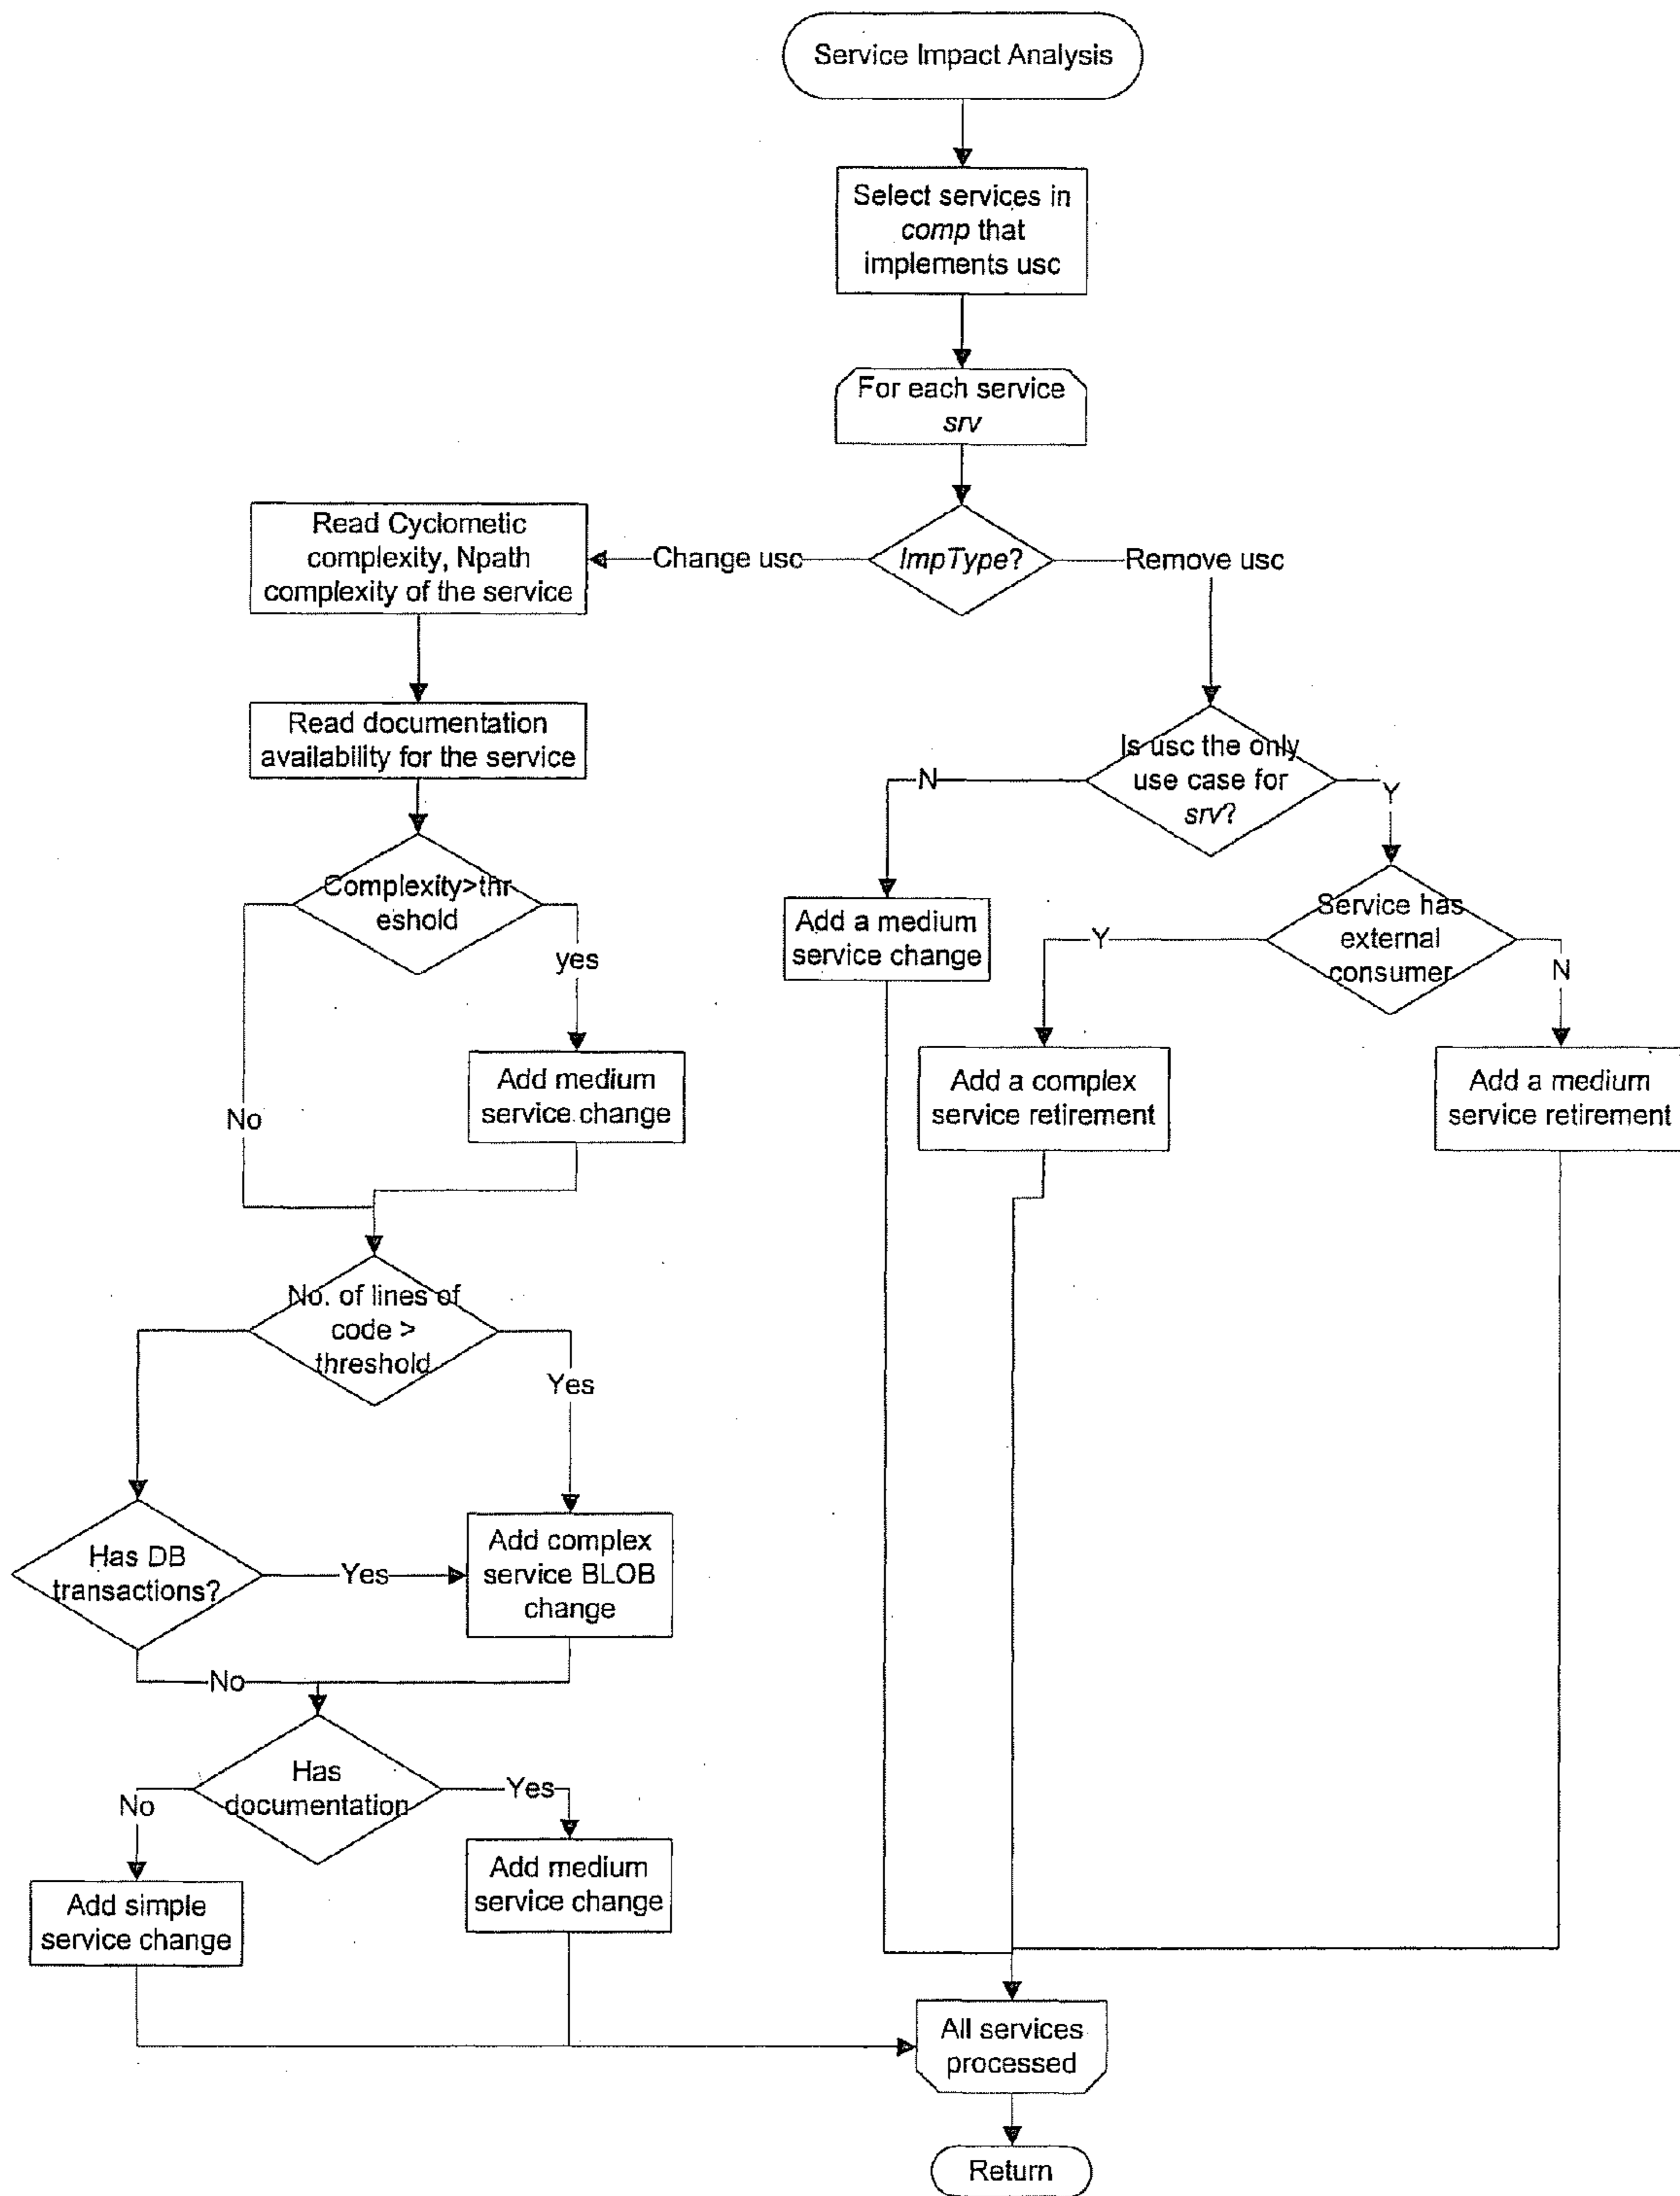 Service Impact Analysis
Select services in
comp that
implements usc
For each service
srv
ImpType?
Change usc
Remove usc
Read Cyclometic
complexity, Npath
complexity of the service
Read documentation
availability for the service
Complexity>thr
eshold
yes
No
Add medium
service change
Is usc the only
use case for
srv?
N
Y
Add a medium
service change
Service has
external
consumer
Y
N
Add a complex
service retirement
Add a medium
service retirement
No. of lines of
code >
threshold
Yes
Has DB
transactions?
Yes
Add complex
service BLOB
change
No
Has
documentation
No
Yes
Add simple
service change
Add medium
service change
All services
processed
Return